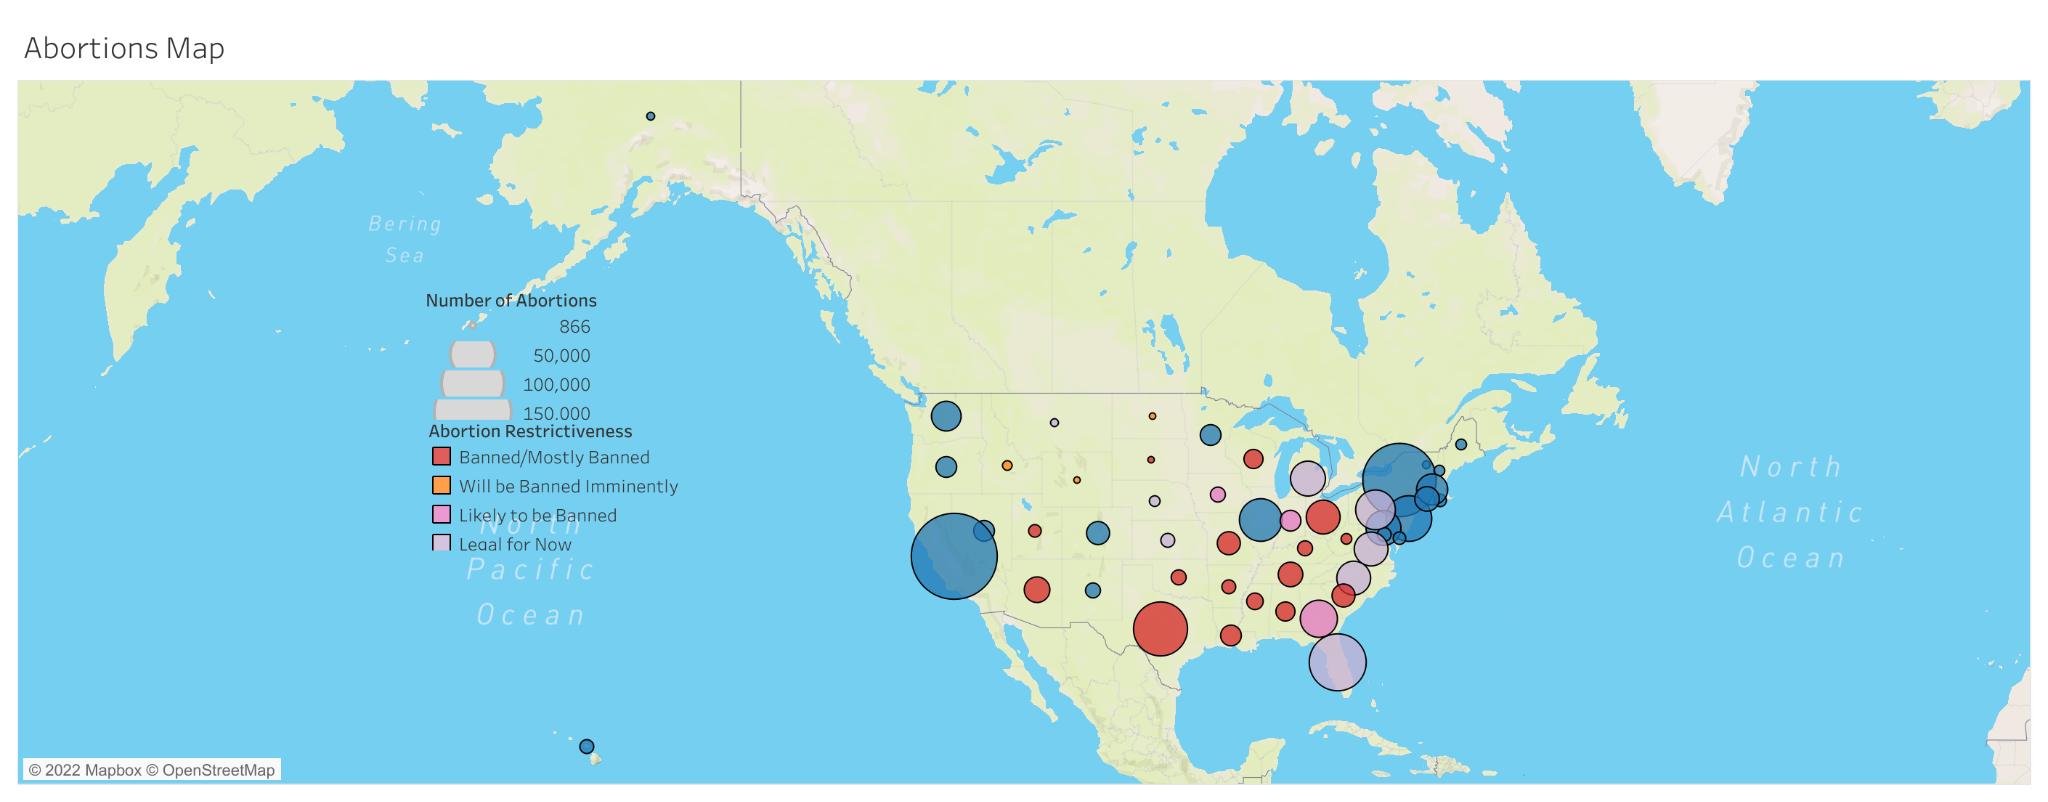 Abortions Map
Bering
Sea
Number of Abortions
866
50,000
100,000
150.000
Abortion Restrictiveness
Banned/Mostly Banned
Will be Banned Imminently
Likely to be Banned
Legal for Now
North
Pacific
Ocean
North
Atlantic
Ocean
© 2022 Mapbox © OpenStreetMap